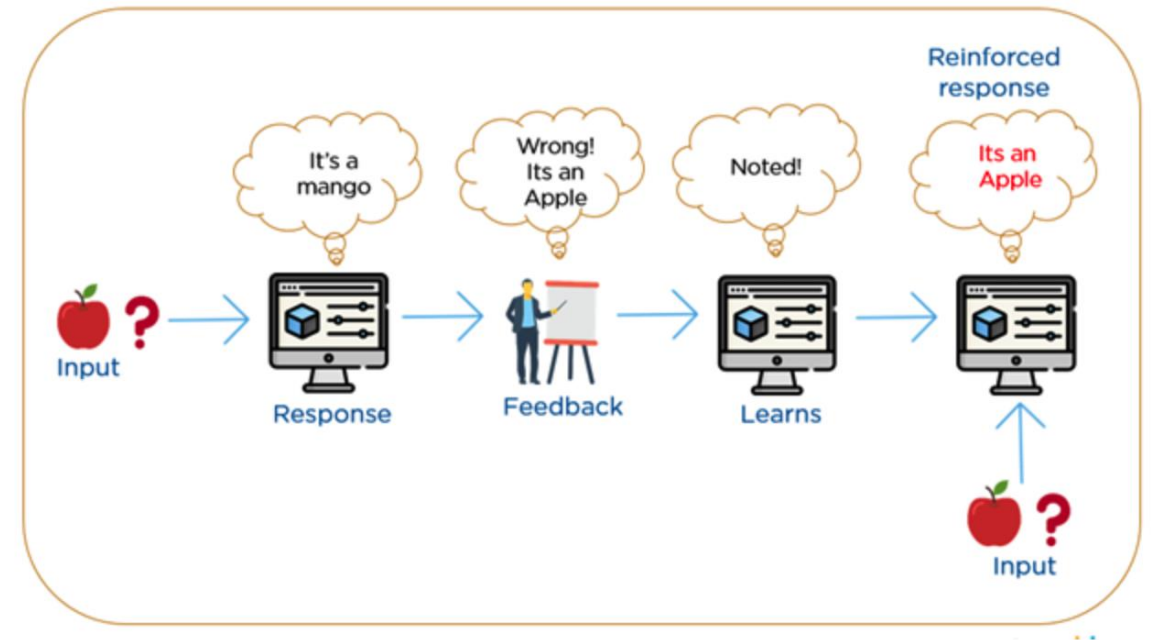 Reinforced
response
It's a
mango
Wrong!
Its an
Apple
Noted!
Its an
Apple
?
Input
Response
Feedback
Learns
?
Input